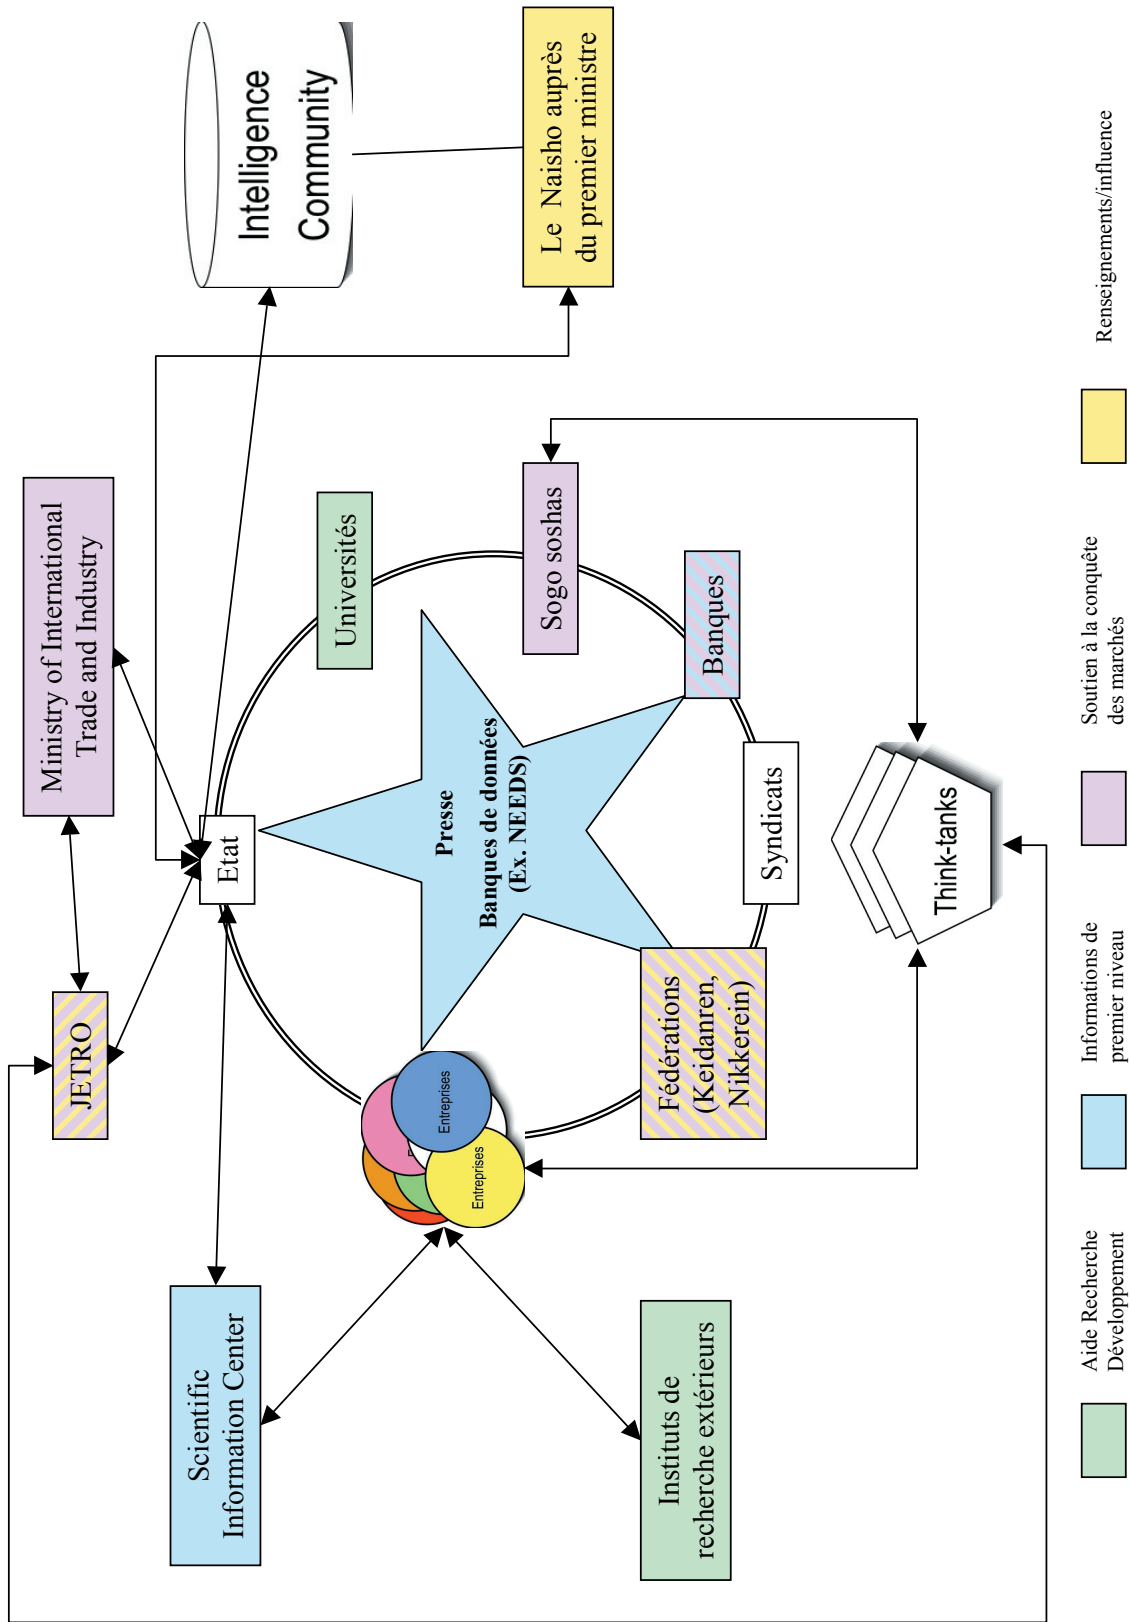 Ministry of International
Trade and Industry
JETRO
Scientific
Information Center
Etat
Intelligence
Community
Universités
Entreprises
Entreprises
Presse
Banques de données
(Ex. NEEDS)
Sogo soshas
Le Naisho auprès
du premier ministre
Instituts de
recherche extérieurs
Fédérations
(Keidanren,
Nikkerein)
Banques
Syndicats
Think-tanks
Aide Recherche
Développement
Informations de
premier niveau
Soutien à la conquête
des marchés
Renseignements/influence